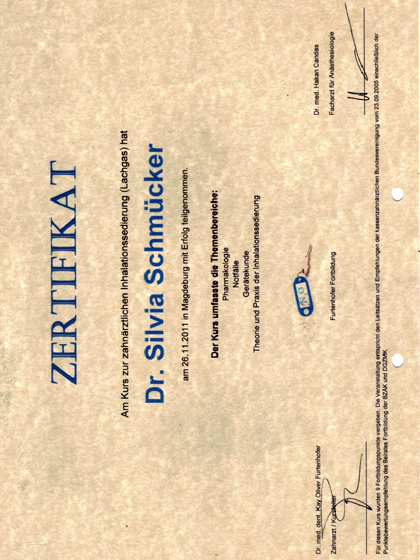 ZERTIFIKAT
Am Kurs zur zahnärztlichen Inhalationssedierung (Lachgas) hat
Dr. Silvia Schmücker
am 26.11.2011 in Magdeburg mit Erfolg teilgenommen.
Der Kurs umfasste die Themenbereiche:
Pharmakologie
Notfälle
Gerätekunde
Theorie und Praxis der Inhalationssedierung
Dr. med. dent. Kay Oliver Furtenhofer
Zahnarzt / Kursleiter
Furtenhofer Fortbildung
Dr. med. Hakan Candas
Facharzt für Anästhesiologie
Für diesen Kurs wurden 9 Fortbildungspunkte vergeben. Die Veranstaltung entspricht den Leitsätzen und Empfehlungen der kassenzahnärztlichen Bundesvereinigung vom 23.09.2005 einschließlich der
Punktebewertungsempfehlung des Beirates Fortbildung der BZÄK und DGZMK